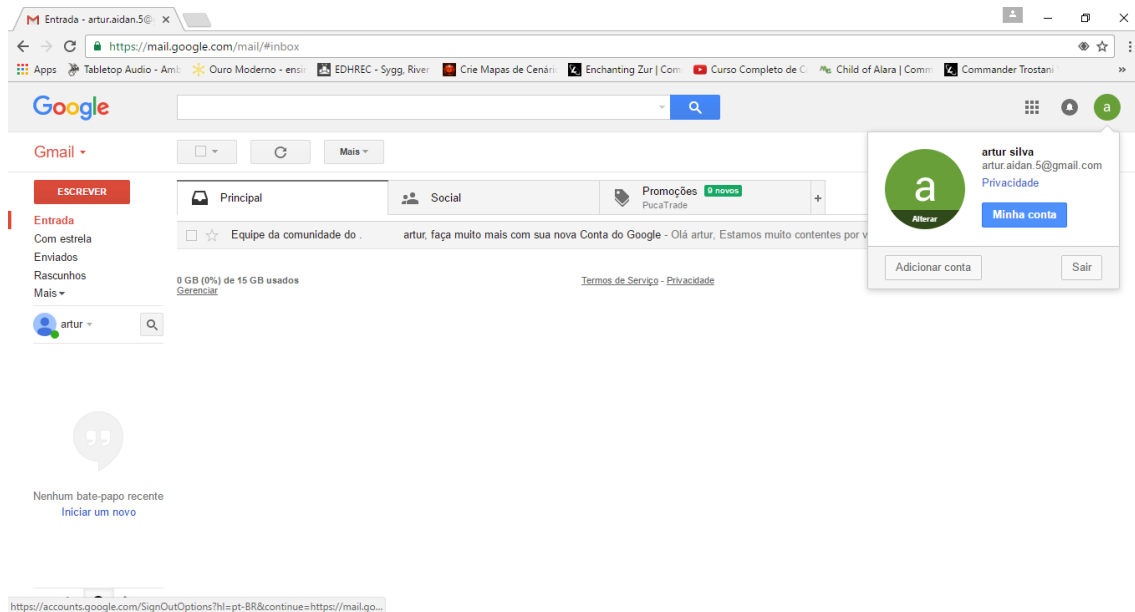 Entrada - artur.aidan.5@
https://mail.google.com/mail/#inbox
Apps Tabletop Audio - Amb Ouro Moderno - ensi EDHREC - Sygg, River Crie Mapas de Cenári Enchanting Zur | Com Curso Completo de C Child of Alara | Comm Commander Trostani »
Google
a
Gmail
Mais
artur silva
artur.aidan.5@gmail.com
Privacidade
Minha conta
a
Alterar
Adicionar conta Sair
ESCREVER
Entrada
Com estrela
Enviados
Rascunhos
Mais
Principal Social Promoções 9 novos +
PucaTrade
Equipe da comunidade do . artur, faça muito mais com sua nova Conta do Google - Olá artur, Estamos muito contentes por v
0 GB (0%) de 15 GB usados
Gerenciar
Termos de Serviço - Privacidade
artur
Nenhum bate-papo recente
Iniciar um novo
https://accounts.google.com/SignOutOptions?hl=pt-BR&continue=https://mail.go...